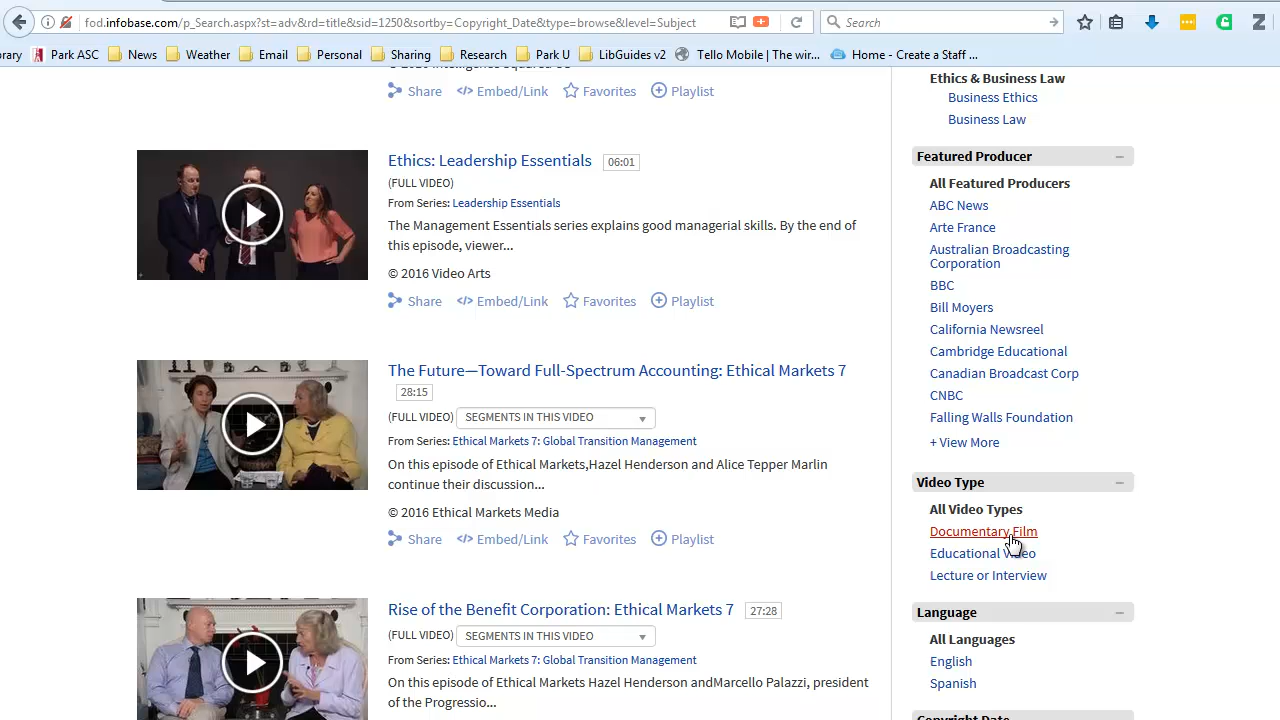 fod.infobase.com/p_Search.aspx?st=adv&rd=title&sid=1250&sortby=Copyright_Date&type=browse&level=Subject
Search
rary Park ASC News Weather Email Personal Sharing Research Park U LibGuides v2 Tello Mobile | The wir... Home - Create a Staff ...
Share </> Embed/Link Favorites Playlist
Ethics: Leadership Essentials 06:01
(FULL VIDEO)
From Series: Leadership Essentials
The Management Essentials series explains good managerial skills. By the end
of this episode, viewer...
© 2016 Video Arts
Share </> Embed/Link Favorites Playlist
The Future—Toward Full-Spectrum Accounting: Ethical Markets 7
28:15
(FULL VIDEO) SEGMENTS IN THIS VIDEO
From Series: Ethical Markets 7: Global Transition Management
On this episode of Ethical Markets,Hazel Henderson and Alice Tepper Marlin
continue their discussion...
© 2016 Ethical Markets Media
Share </> Embed/Link Favorites Playlist
Rise of the Benefit Corporation: Ethical Markets 7 27:28
(FULL VIDEO) SEGMENTS IN THIS VIDEO
From Series: Ethical Markets 7: Global Transition Management
On this episode of Ethical Markets Hazel Henderson andMarcello Palazzi, president
of the Progressio...
Ethics & Business Law
Business Ethics
Business Law
Featured Producer
All Featured Producers
ABC News
Arte France
Australian Broadcasting
Corporation
BBC
Bill Moyers
California Newsreel
Cambridge Educational
Canadian Broadcast Corp
CNBC
Falling Walls Foundation
+ View More
Video Type
All Video Types
Documentary Film
Educational Video
Lecture or Interview
Language
All Languages
English
Spanish
Copyright Date